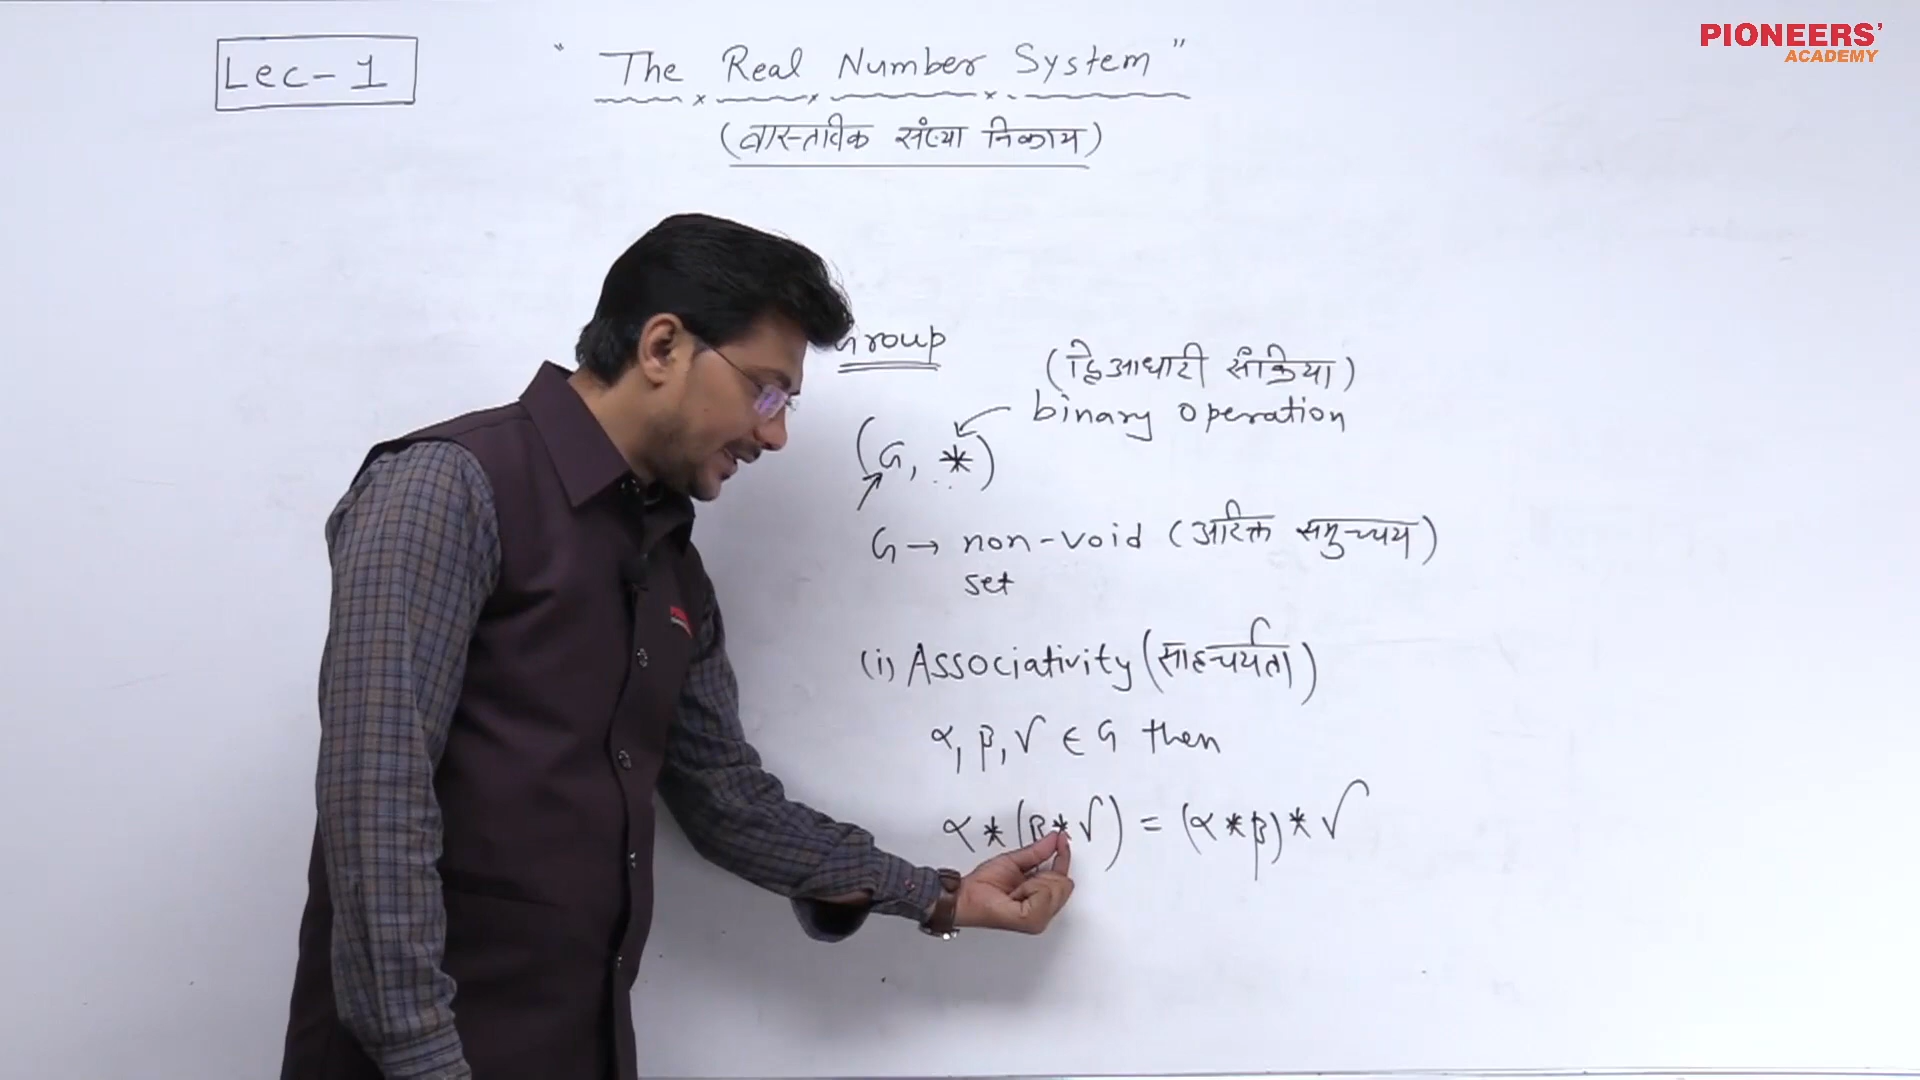 PIONEERS'
ACADEMY
Lec-1
"The Real Number System"
(वास्तविक संख्या निकाय)
Group
(द्विआधारी संक्रिया)
binary operation
(G, *)
G → non-void (अरिक्त समुच्चय)
set
(i) Associativity (साहचर्यता)
α, β, γ ∈ G then
α * (β * γ) = (α * β) * γ